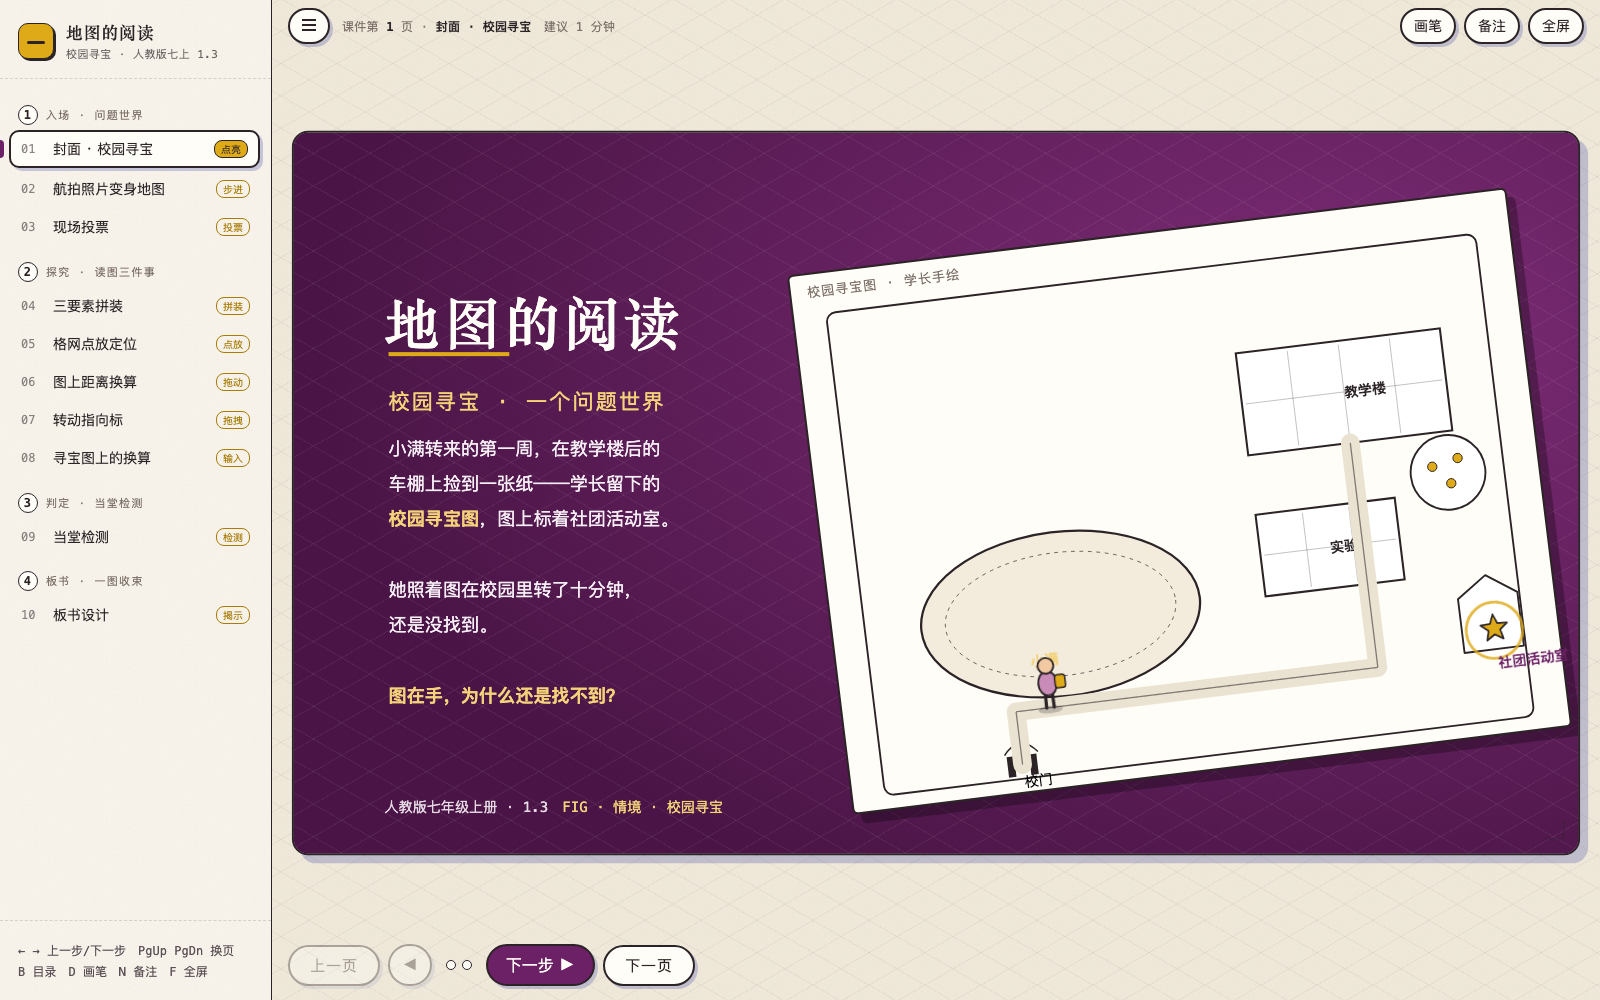 地图的阅读
校园寻宝 · 人教版七上 1.3
1 入场 · 问题世界
01 封面 · 校园寻宝 点亮
02 航拍照片变身地图 步进
03 现场投票 投票
2 探究 · 读图三件事
04 三要素拼装 拼装
05 格网点放定位 点放
06 图上距离换算 拖动
07 转动指向标 拖拽
08 寻宝图上的换算 输入
3 判定 · 当堂检测
09 当堂检测 检测
4 板书 · 一图收束
10 板书设计 揭示
← → 上一步/下一步 PgUp PgDn 换页
B 目录 D 画笔 N 备注 F 全屏
课件第 1 页 · 封面 · 校园寻宝 建议 1 分钟
画笔 备注 全屏
地图的阅读
校园寻宝 · 一个问题世界
小满转来的第一周，在教学楼后的
车棚上捡到一张纸——学长留下的
校园寻宝图，图上标着社团活动室。
她照着图在校园里转了十分钟，
还是没找到。
图在手，为什么还是找不到？
人教版七年级上册 · 1.3 FIG · 情境 · 校园寻宝
校园寻宝图 · 学长手绘
教学楼
实验
社团活动室
校门
上一页 ◀ 下一步 ▶ 下一页